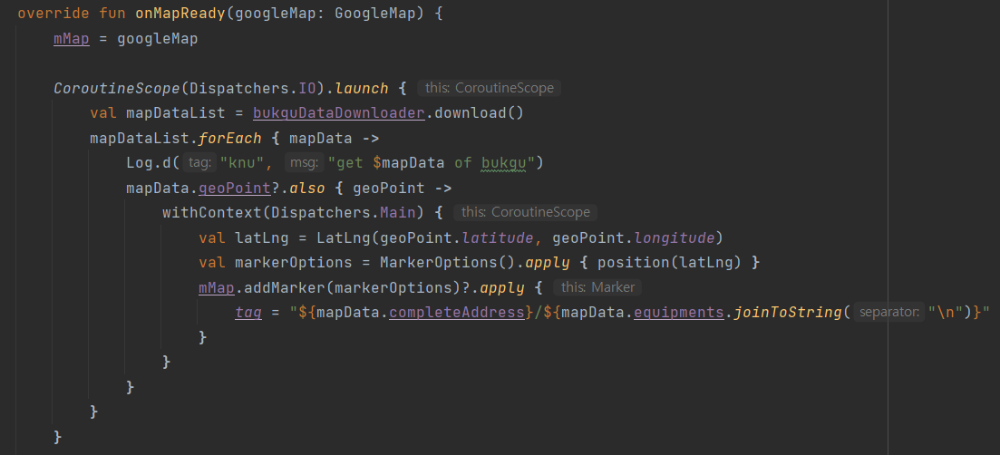 override fun onMapReady(googleMap: GoogleMap) {
mMap = googleMap
CoroutineScope(Dispatchers.IO).launch { this: CoroutineScope
val mapDataList = bukguDataDownloader.download()
mapDataList.forEach { mapData ->
Log.d( tag: "knu", msg: "get $mapData of bukgu")
mapData.geoPoint?.also { geoPoint ->
withContext(Dispatchers.Main) { this: CoroutineScope
val latLng = LatLng(geoPoint.latitude, geoPoint.longitude)
val markerOptions = MarkerOptions().apply { position(latLng) }
mMap.addMarker(markerOptions)?.apply { this: Marker
tag = "${mapData.completeAddress}/${mapData.equipments.joinToString( separator: "\n")}"
}
}
}
}
}